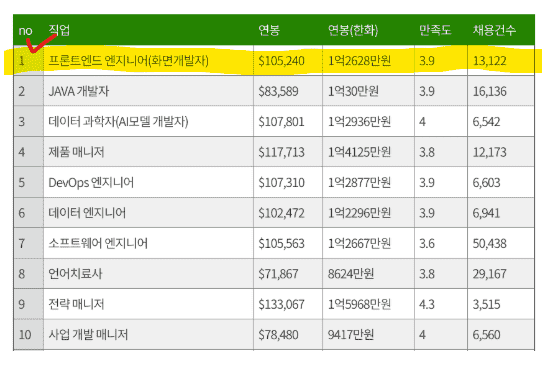 no 직업 연봉 연봉(한화) 만족도 채용건수
1 프론트엔드 엔지니어(화면개발자) $105,240 1억2628만원 3.9 13,122
2 JAVA 개발자 $83,589 1억30만원 3.9 16,136
3 데이터 과학자(AI모델 개발자) $107,801 1억2936만원 4 6,542
4 제품 매니저 $117,713 1억4125만원 3.8 12,173
5 DevOps 엔지니어 $107,310 1억2877만원 3.9 6,603
6 데이터 엔지니어 $102,472 1억2296만원 3.9 6,941
7 소프트웨어 엔지니어 $105,563 1억2667만원 3.6 50,438
8 언어치료사 $71,867 8624만원 3.8 29,167
9 전략 매니저 $133,067 1억5968만원 4.3 3,515
10 사업 개발 매니저 $78,480 9417만원 4 6,560